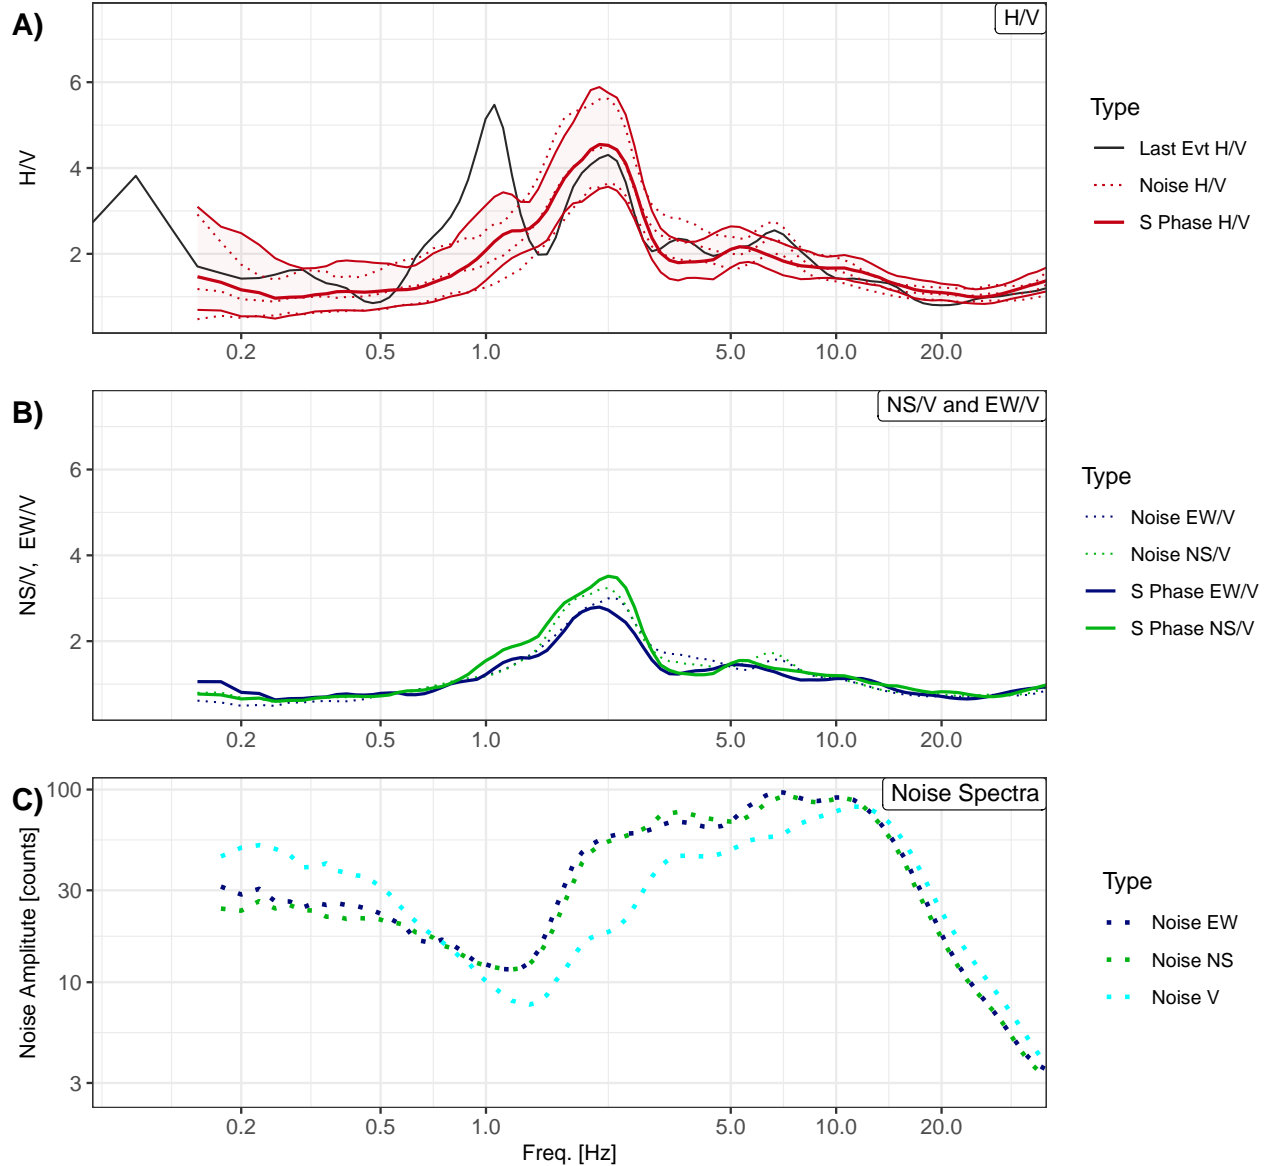 A)
H/V
6
4
2
H/V
0.2 0.5 1.0 5.0 10.0 20.0
Type
Last Evt H/V
Noise H/V
S Phase H/V
B)
NS/V and EW/V
6
4
2
NS/V, EW/V
0.2 0.5 1.0 5.0 10.0 20.0
Type
Noise EW/V
Noise NS/V
S Phase EW/V
S Phase NS/V
C)
Noise Spectra
100
30
10
3
Noise Amplitute [counts]
0.2 0.5 1.0 5.0 10.0 20.0
Freq. [Hz]
Type
Noise EW
Noise NS
Noise V